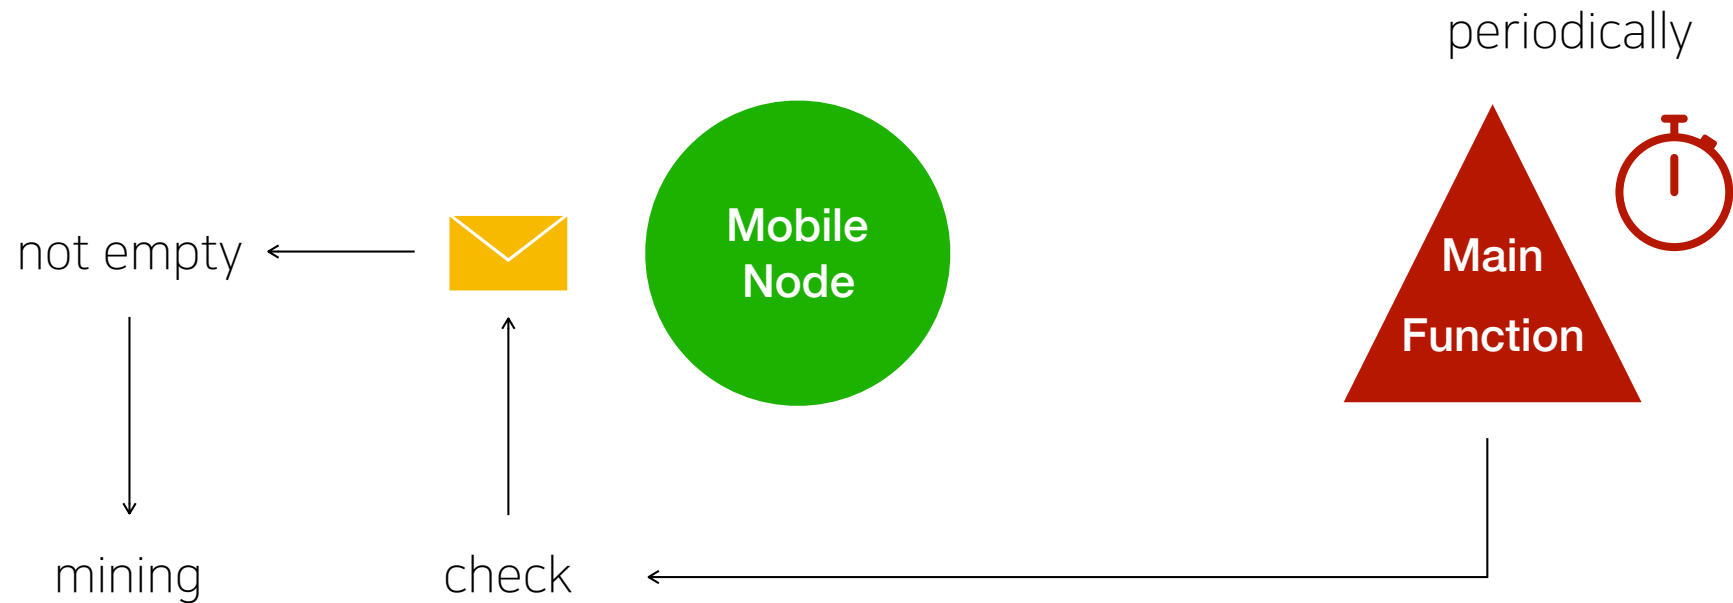 periodically
Mobile
Node
not empty
Main
Function
mining
check